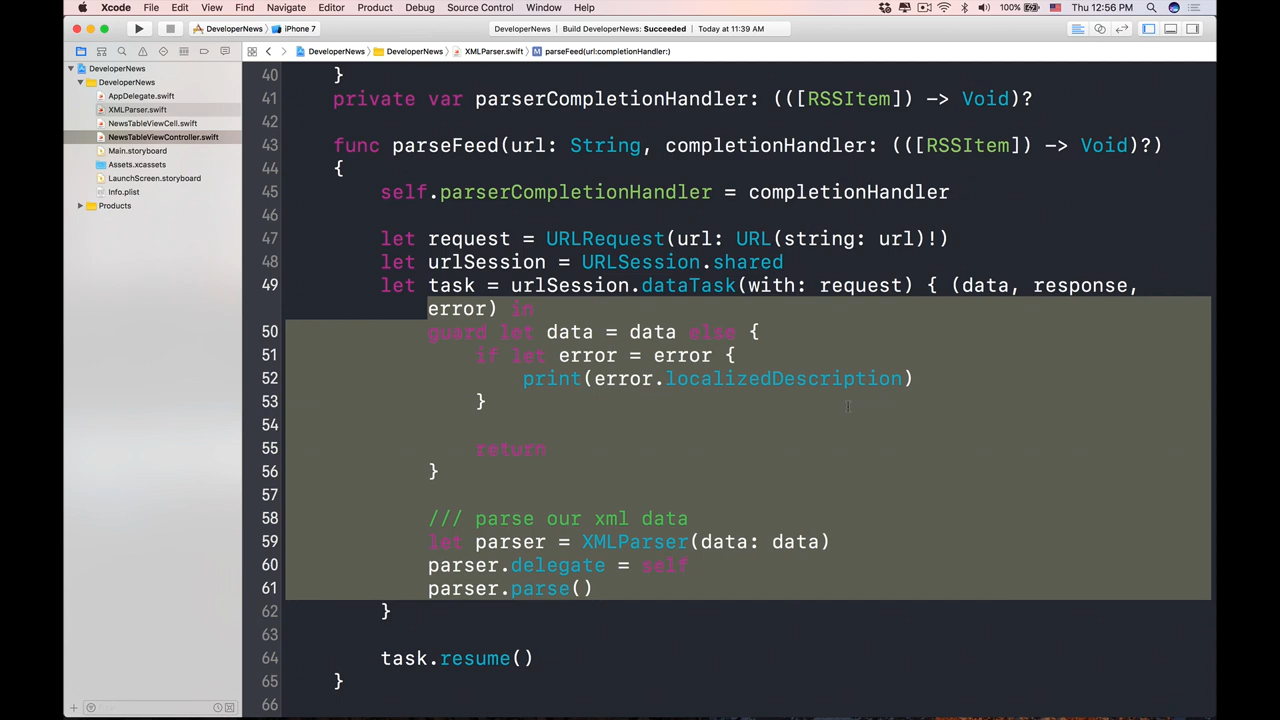 Xcode File Edit View Find Navigate Editor Product Debug Source Control Window Help 100% Thu 12:56 PM
DeveloperNews iPhone 7 DeveloperNews | Build DeveloperNews: Succeeded | Today at 11:39 AM
DeveloperNews DeveloperNews XMLParser.swift M parseFeed(url:completionHandler:)
DeveloperNews
DeveloperNews
AppDelegate.swift
XMLParser.swift
NewsTableViewCell.swift
NewsTableViewController.swift
Main.storyboard
Assets.xcassets
LaunchScreen.storyboard
Info.plist
Products
40 }
41 private var parserCompletionHandler: (([RSSItem]) -> Void)?
42
43 func parseFeed(url: String, completionHandler: (([RSSItem]) -> Void)?)
44 {
45 self.parserCompletionHandler = completionHandler
46
47 let request = URLRequest(url: URL(string: url)!)
48 let urlSession = URLSession.shared
49 let task = urlSession.dataTask(with: request) { (data, response,
error) in
50 guard let data = data else {
51 if let error = error {
52 print(error.localizedDescription)
53 }
54
55 return
56 }
57
58 /// parse our xml data
59 let parser = XMLParser(data: data)
60 parser.delegate = self
61 parser.parse()
62 }
63
64 task.resume()
65 }
66